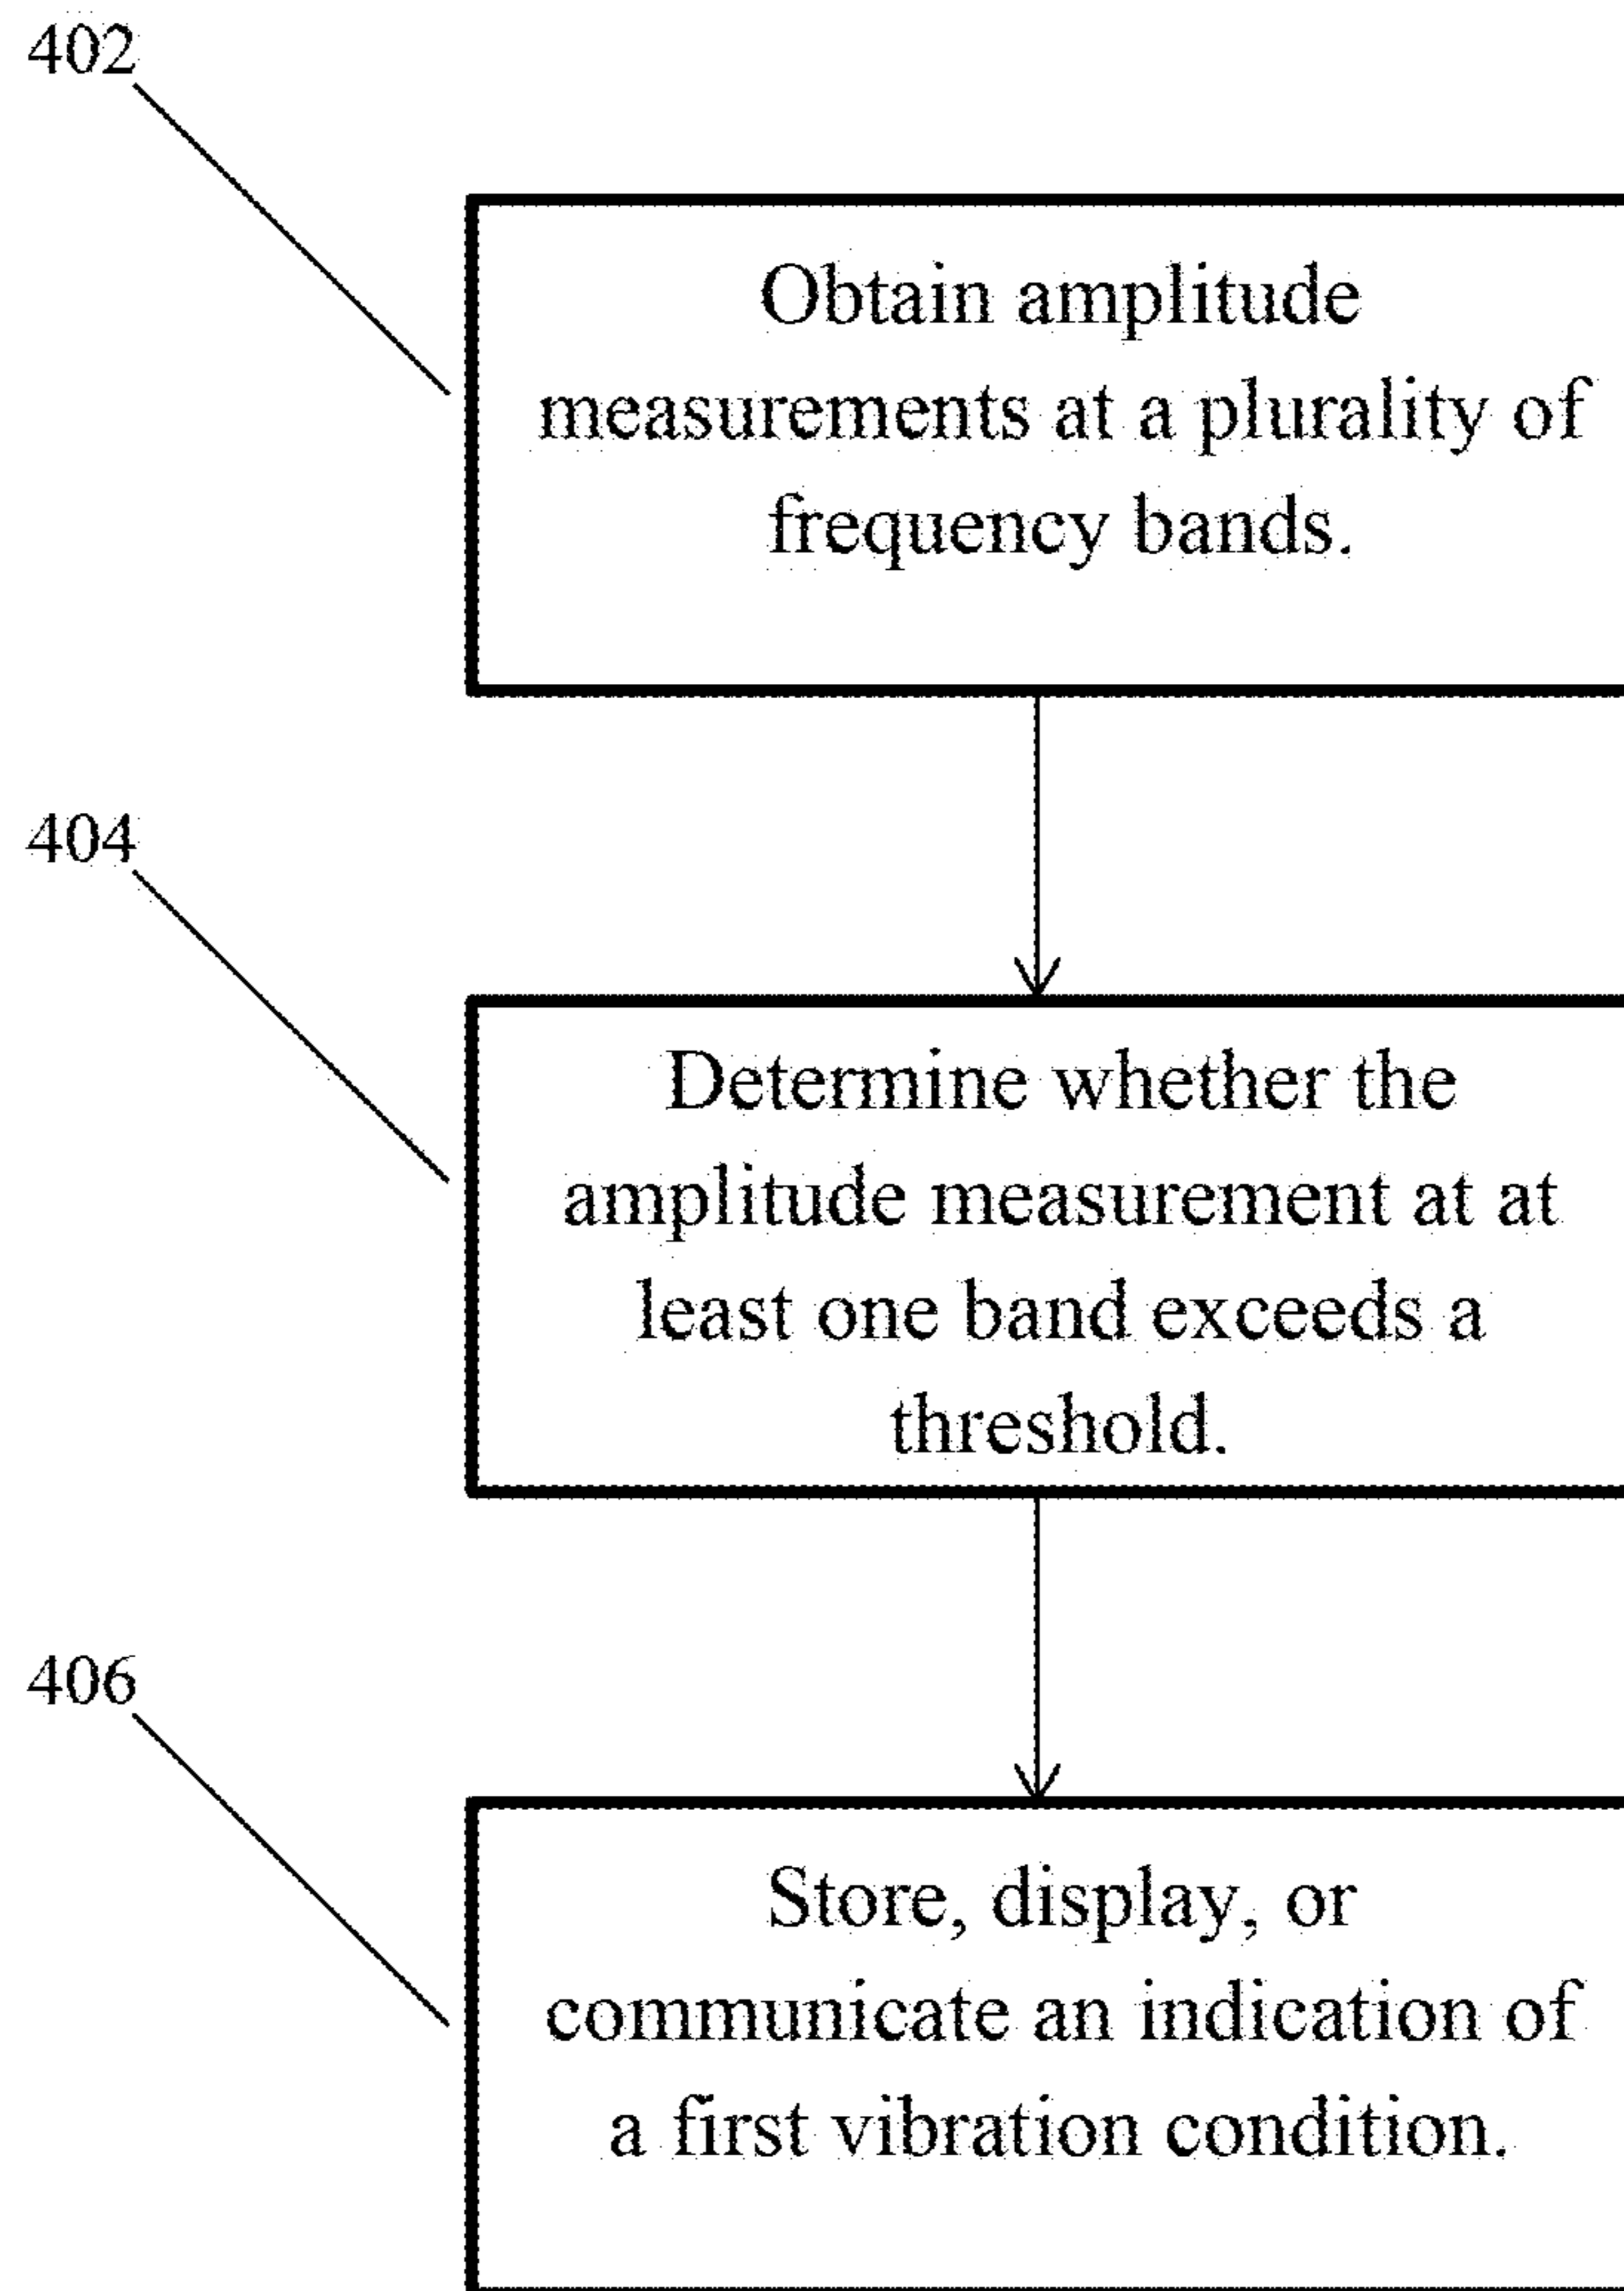 402
Obtain amplitude
measurements at a plurality of
frequency bands.
404
Determine whether the
amplitude measurement at at
least one band exceeds a
threshold.
406
Store, display, or
communicate an indication of
a first vibration condition.